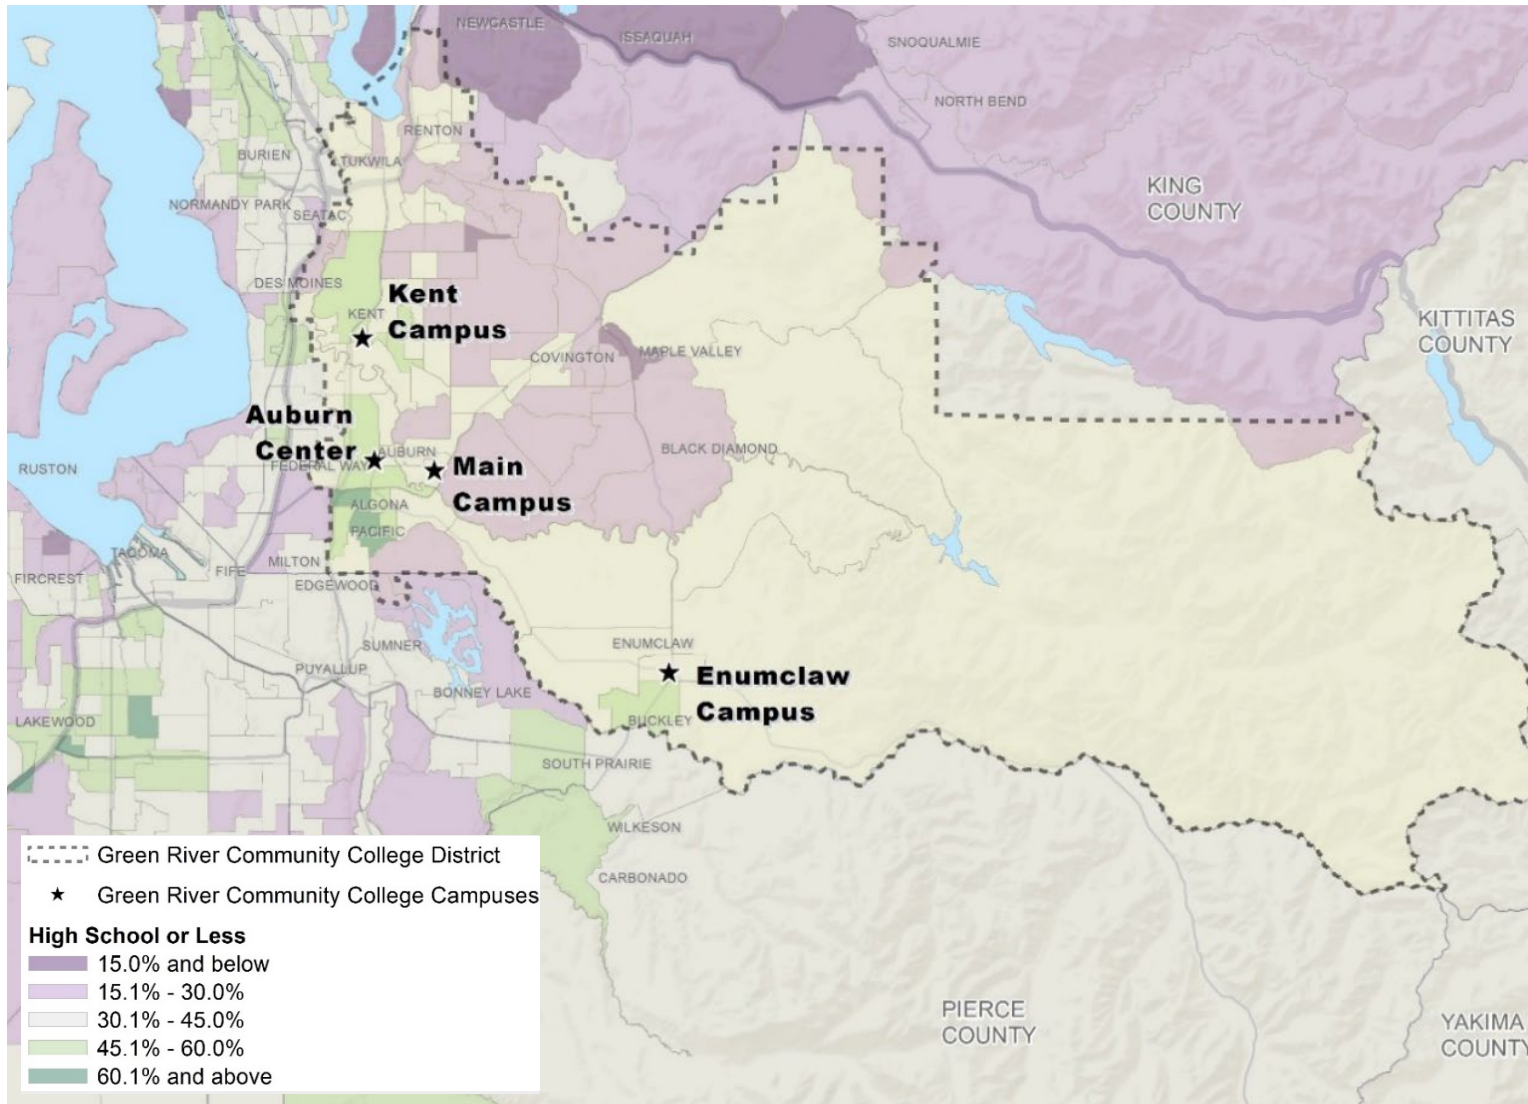 NEWCASTLE
ISSAQUAH
SNOQUALMIE
NORTH BEND
RENTON
BURIEN
TUKWILA
KING
COUNTY
NORMANDY PARK
SEATAC
DES MOINES
Kent
Campus
KENT
KITTITAS
COUNTY
COVINGTON
MAPLE VALLEY
Auburn
Center
AUBURN
BLACK DIAMOND
FEDERAL WAY
Main
Campus
RUSTON
ALGONA
PACIFIC
TACOMA
MILTON
FIFE
FIRCREST
EDGEWOOD
SUMNER
ENUMCLAW
PUYALLUP
Enumclaw
Campus
BONNEY LAKE
BUCKLEY
LAKEWOOD
SOUTH PRAIRIE
WILKESON
CARBONADO
PIERCE
COUNTY
YAKIMA
COUNTY
Green River Community College District
Green River Community College Campuses
High School or Less
15.0% and below
15.1% - 30.0%
30.1% - 45.0%
45.1% - 60.0%
60.1% and above